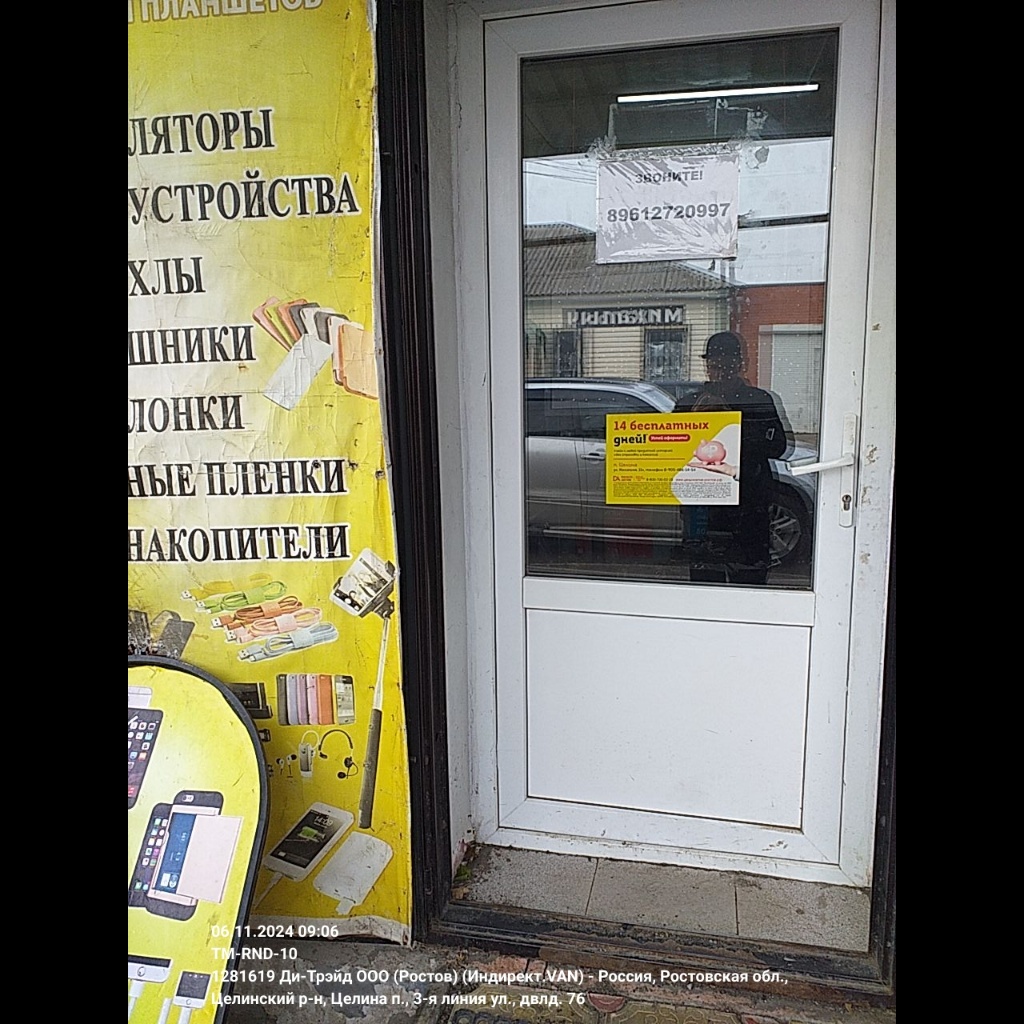 И ПЛАНШЕТОВ
ЛЯТОРЫ
УСТРОЙСТВА
ХЛЫ
ШНИКИ
ЛОНКИ
НЫЕ ПЛЕНКИ
НАКОПИТЕЛИ
ЗВОНИТЕ!
89612720997
микапыч
14 бесплатных
дней!
06.11.2024 09:06
TM-RND-10
1281619 Ди-Трэйд ООО (Ростов) (Индирект.VAN) - Россия, Ростовская обл.,
Целинский р-н, Целина п., 3-я линия ул., двлд. 76